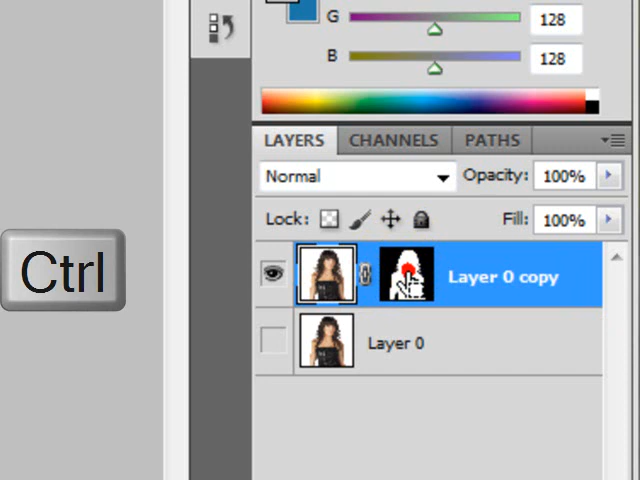 G 128
B 128
LAYERS CHANNELS PATHS
Normal Opacity: 100%
Lock: Fill: 100%
Ctrl
Layer 0 copy
Layer 0